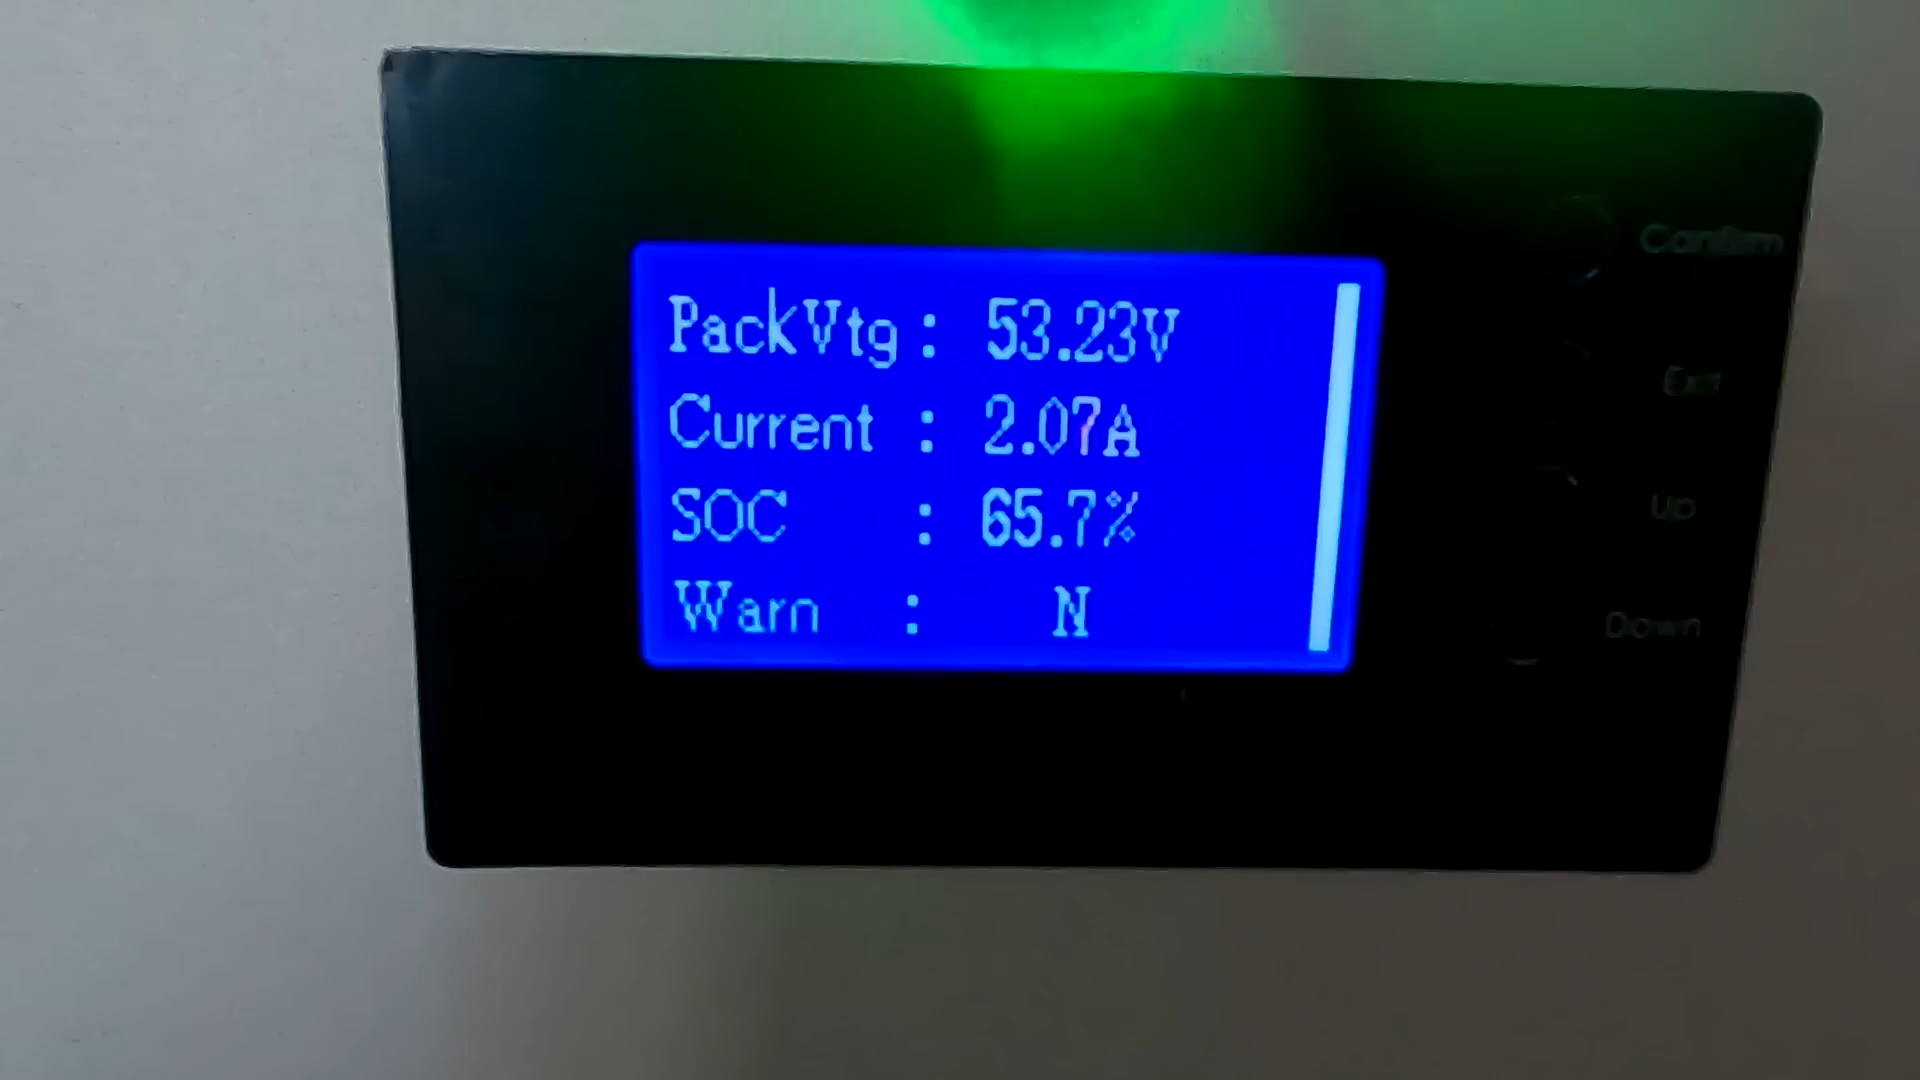 PackVtg: 53.23V
Current : 2.07A
SOC : 65.7%
Warn : N
Confirm
Exit
Up
Down